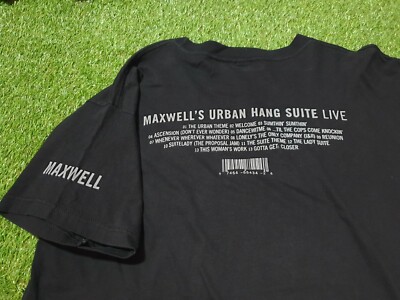 MAXWELL'S URBAN HANG SUITE LIVE
01 THE URBAN THEME 02 WELCOME 03 SUMTHIN' SUMTHIN'
04 ASCENSION (DON'T EVER WONDER) 05 DANCEWITME 06 ...TIL THE COPS COME KNOCKIN'
07 WHENEVER WHEREVER WHATEVER 08 LONELY'S THE ONLY COMPANY (I&II) 09 REUNION
10 SUITELADY (THE PROPOSAL JAM) 11 THE SUITE THEME 12 THE LADY SUITE
13 THIS WOMAN'S WORK 13 GOTTA GET: CLOSER
MAXWELL